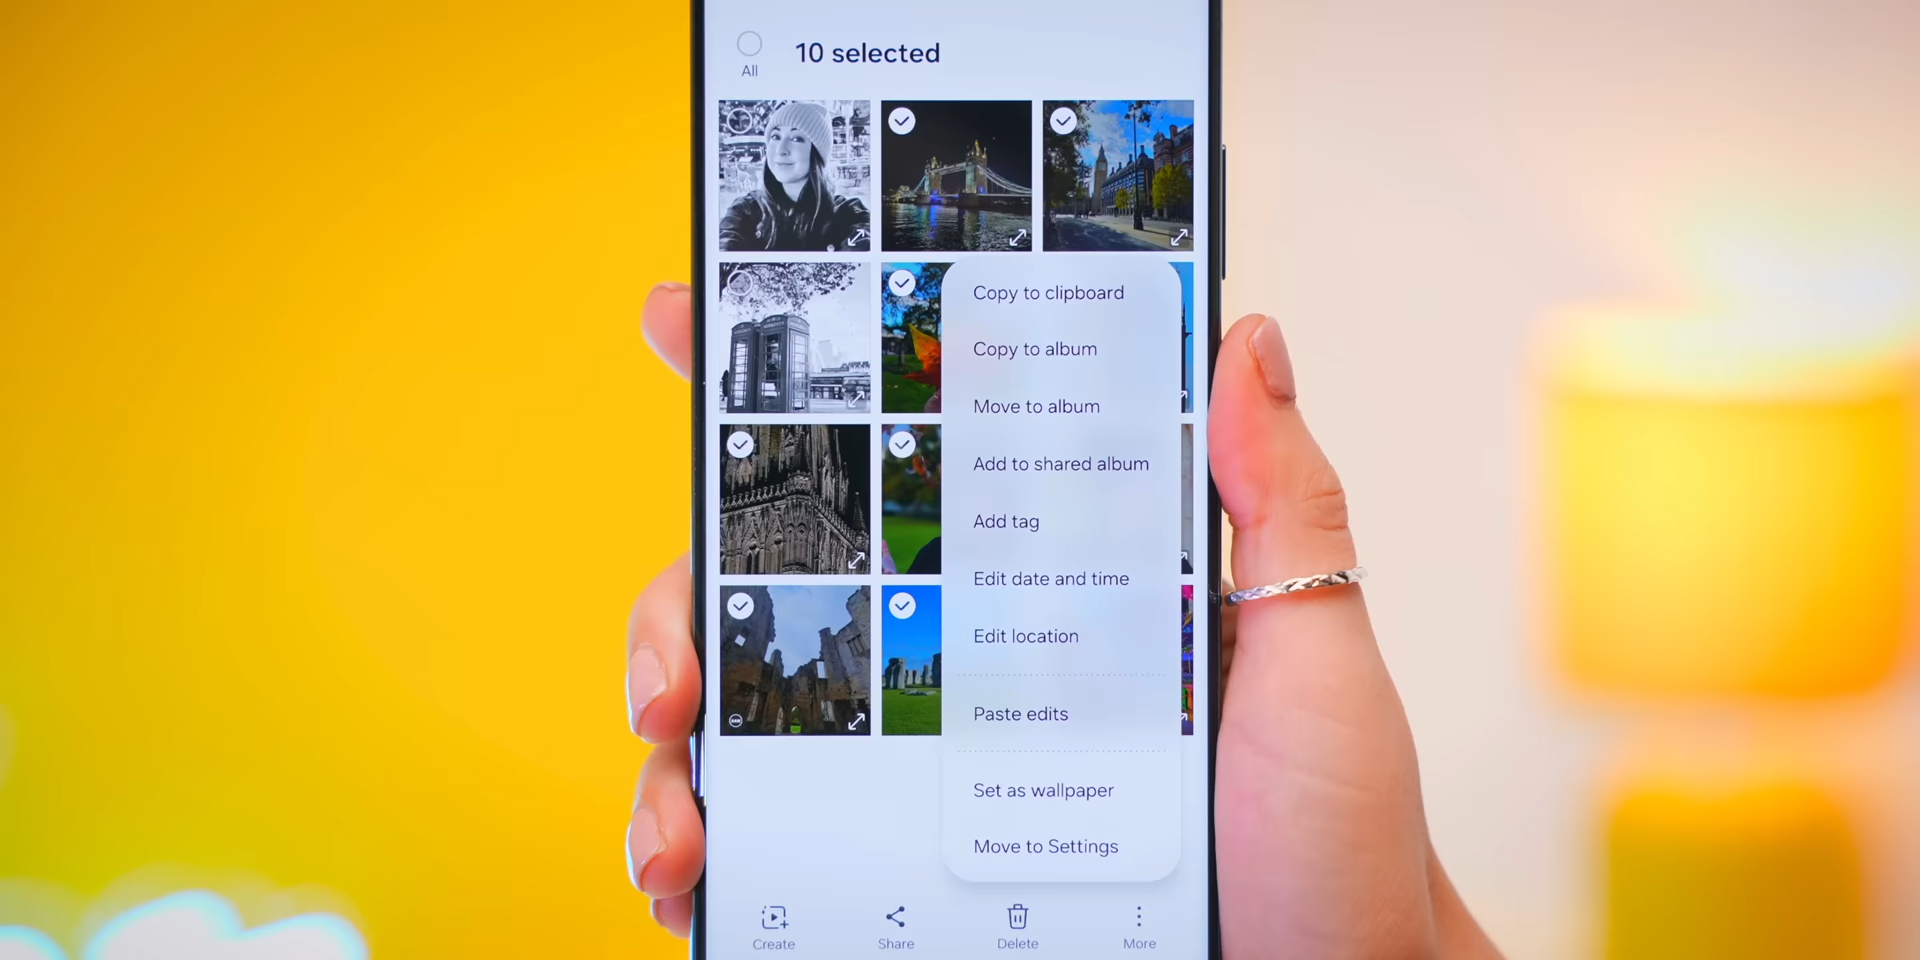 All
10 selected
Copy to clipboard
Copy to album
Move to album
Add to shared album
Add tag
Edit date and time
Edit location
Paste edits
Set as wallpaper
Move to Settings
Create
Share
Delete
More